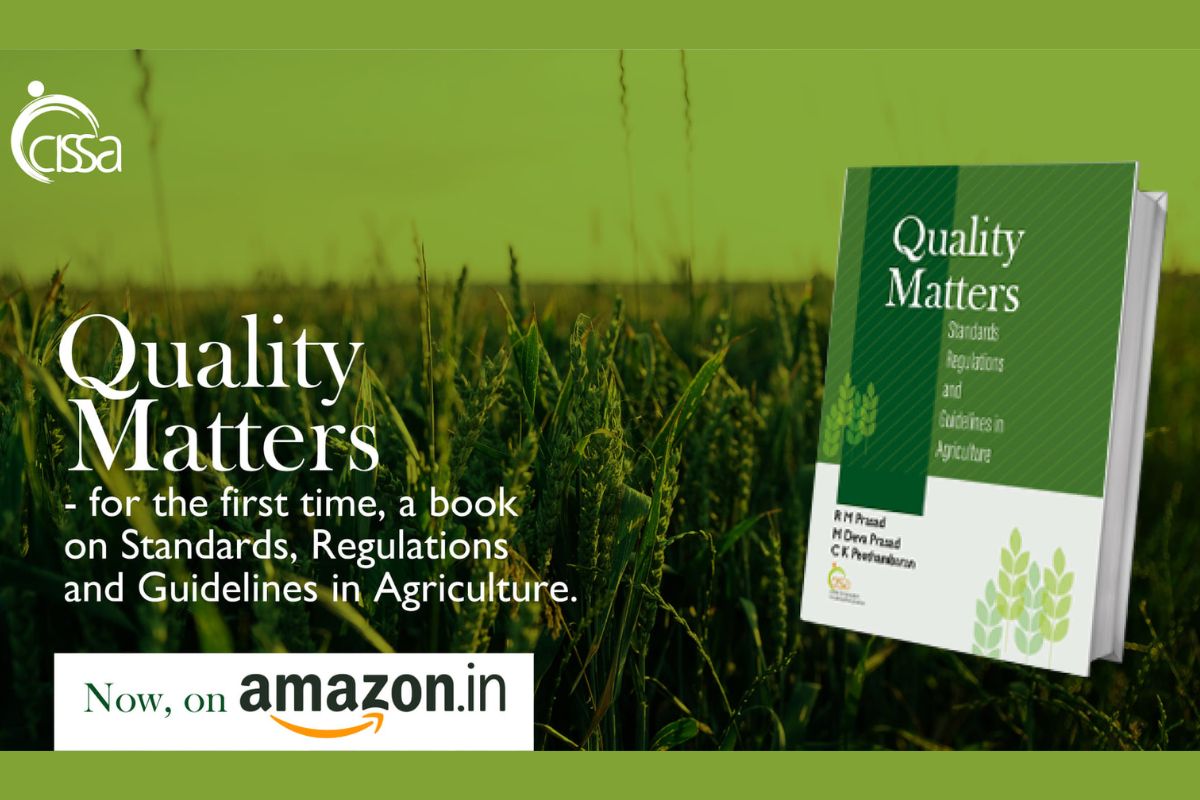 cissa
Quality
Matters
- for the first time, a book
on Standards, Regulations
and Guidelines in Agriculture.
Now, on amazon.in
Quality
Matters
Standards
Regulations
and
Guidelines in
Agriculture
R M Prasad
M Deva Prasad
C K Peethambaran